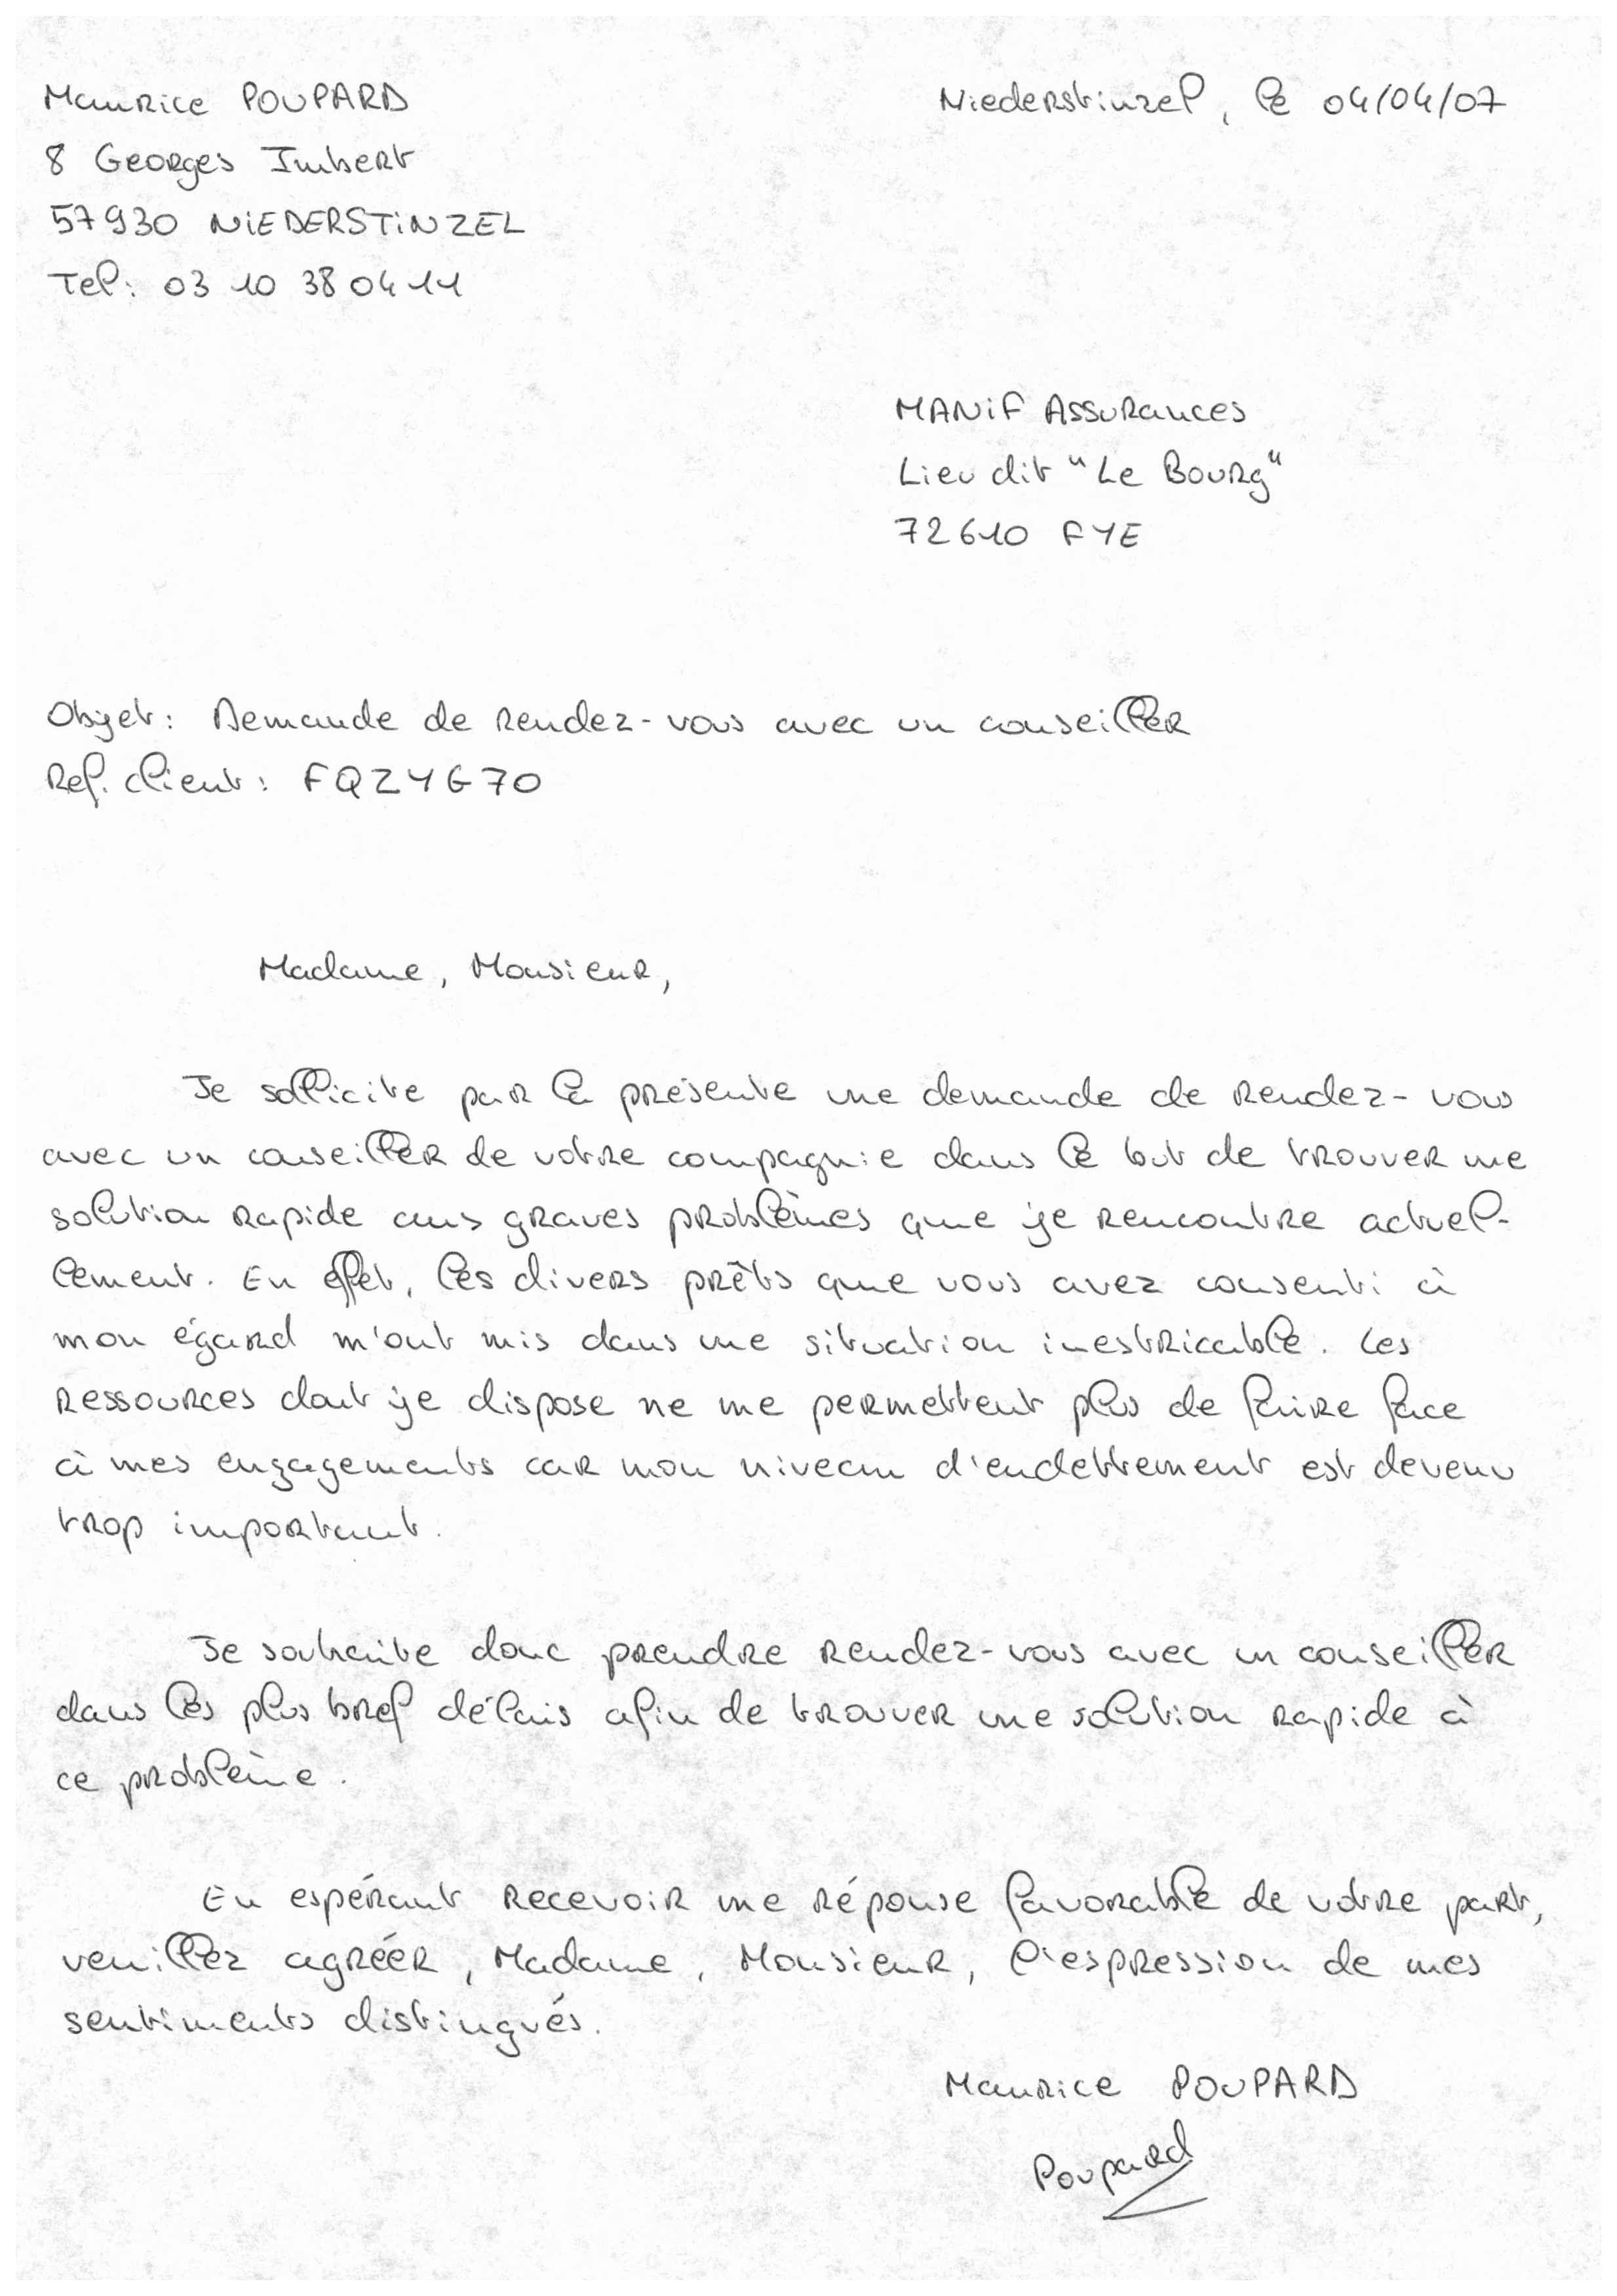 Maurice POUPARD
Niederstinzel, le 04/04/07
8 Georges Imbert
57930 NIEDERSTINZEL
Tel: 03 10 38 04 11
MANIF Assurances
Lieu dit "Le Bourg"
72610 FYE
Objet: Demande de rendez-vous avec un conseiller
Ref. client: FQZYG70
Madame, Monsieur,
Je sollicite par la présente une demande de rendez-vous
avec un conseiller de votre compagnie dans le but de trouver une
solution rapide aux graves problèmes que je rencontre actuel-
lement. En effet, les divers prêts que vous avez consenti à
mon égard m'ont mis dans une situation inextricable. Les
ressources dont je dispose ne me permettent plus de faire face
à mes engagements car mon niveau d'endettement est devenu
trop important.
Je souhaite donc prendre rendez-vous avec un conseiller
dans les plus bref délais afin de trouver une solution rapide à
ce problème.
En espérant recevoir une réponse favorable de votre part,
veuillez agréer, Madame, Monsieur, l'expression de mes
sentiments distingués.
Maurice POUPARD
Poupard